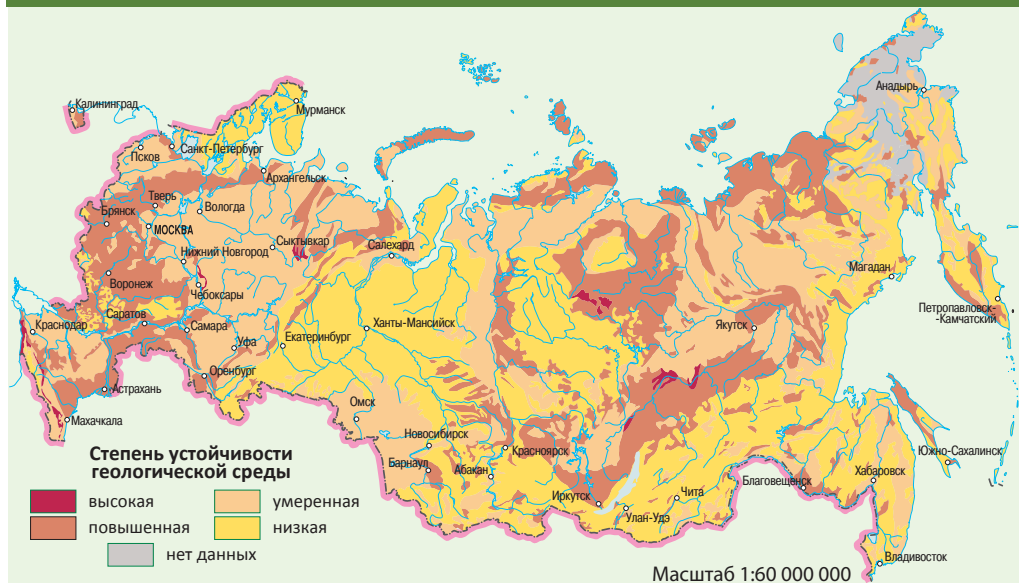 Калининград
Мурманск
Анадырь
Санкт-Петербург
Псков
Архангельск
Тверь
Брянск
Вологда
МОСКВА
Сыктывкар
Нижний Новгород
Салехард
Магадан
Воронеж
Чебоксары
Петропавловск-
-Камчатский
Саратов
Краснодар
Самара
Ханты-Мансийск
Якутск
Уфа
Екатеринбург
Оренбург
Астрахань
Омск
Махачкала
Новосибирск
Красноярск
Южно-Сахалинск
Барнаул
Абакан
Хабаровск
Благовещенск
Иркутск
Чита
Улан-Удэ
Владивосток
Степень устойчивости
геологической среды
высокая
умеренная
повышенная
низкая
нет данных
Масштаб 1:60 000 000